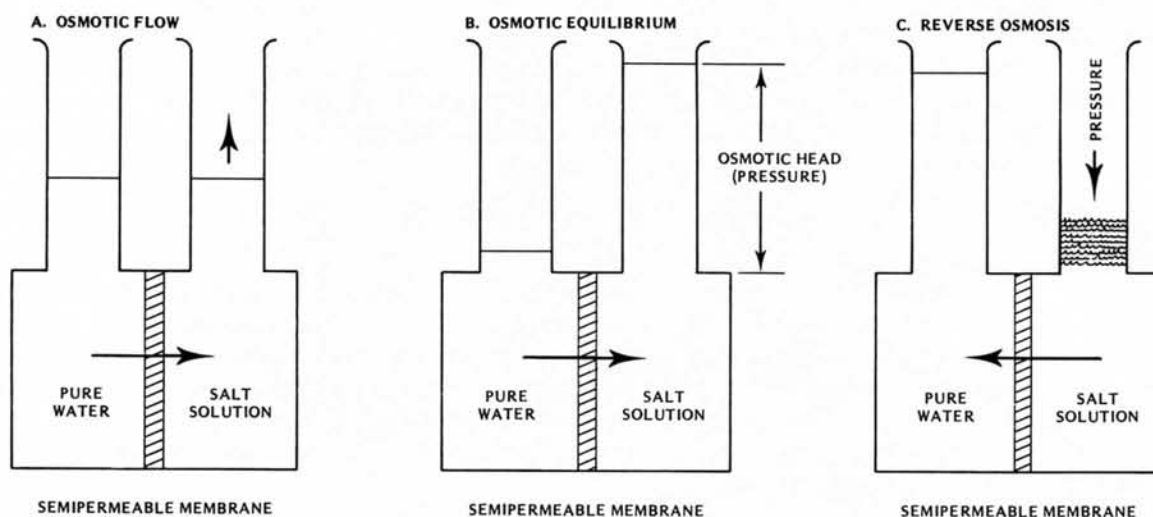 A. OSMOTIC FLOW
PURE
WATER
SALT
SOLUTION
SEMIPERMEABLE MEMBRANE
B. OSMOTIC EQUILIBRIUM
OSMOTIC HEAD
(PRESSURE)
PURE
WATER
SALT
SOLUTION
SEMIPERMEABLE MEMBRANE
C. REVERSE OSMOSIS
PRESSURE
PURE
WATER
SALT
SOLUTION
SEMIPERMEABLE MEMBRANE